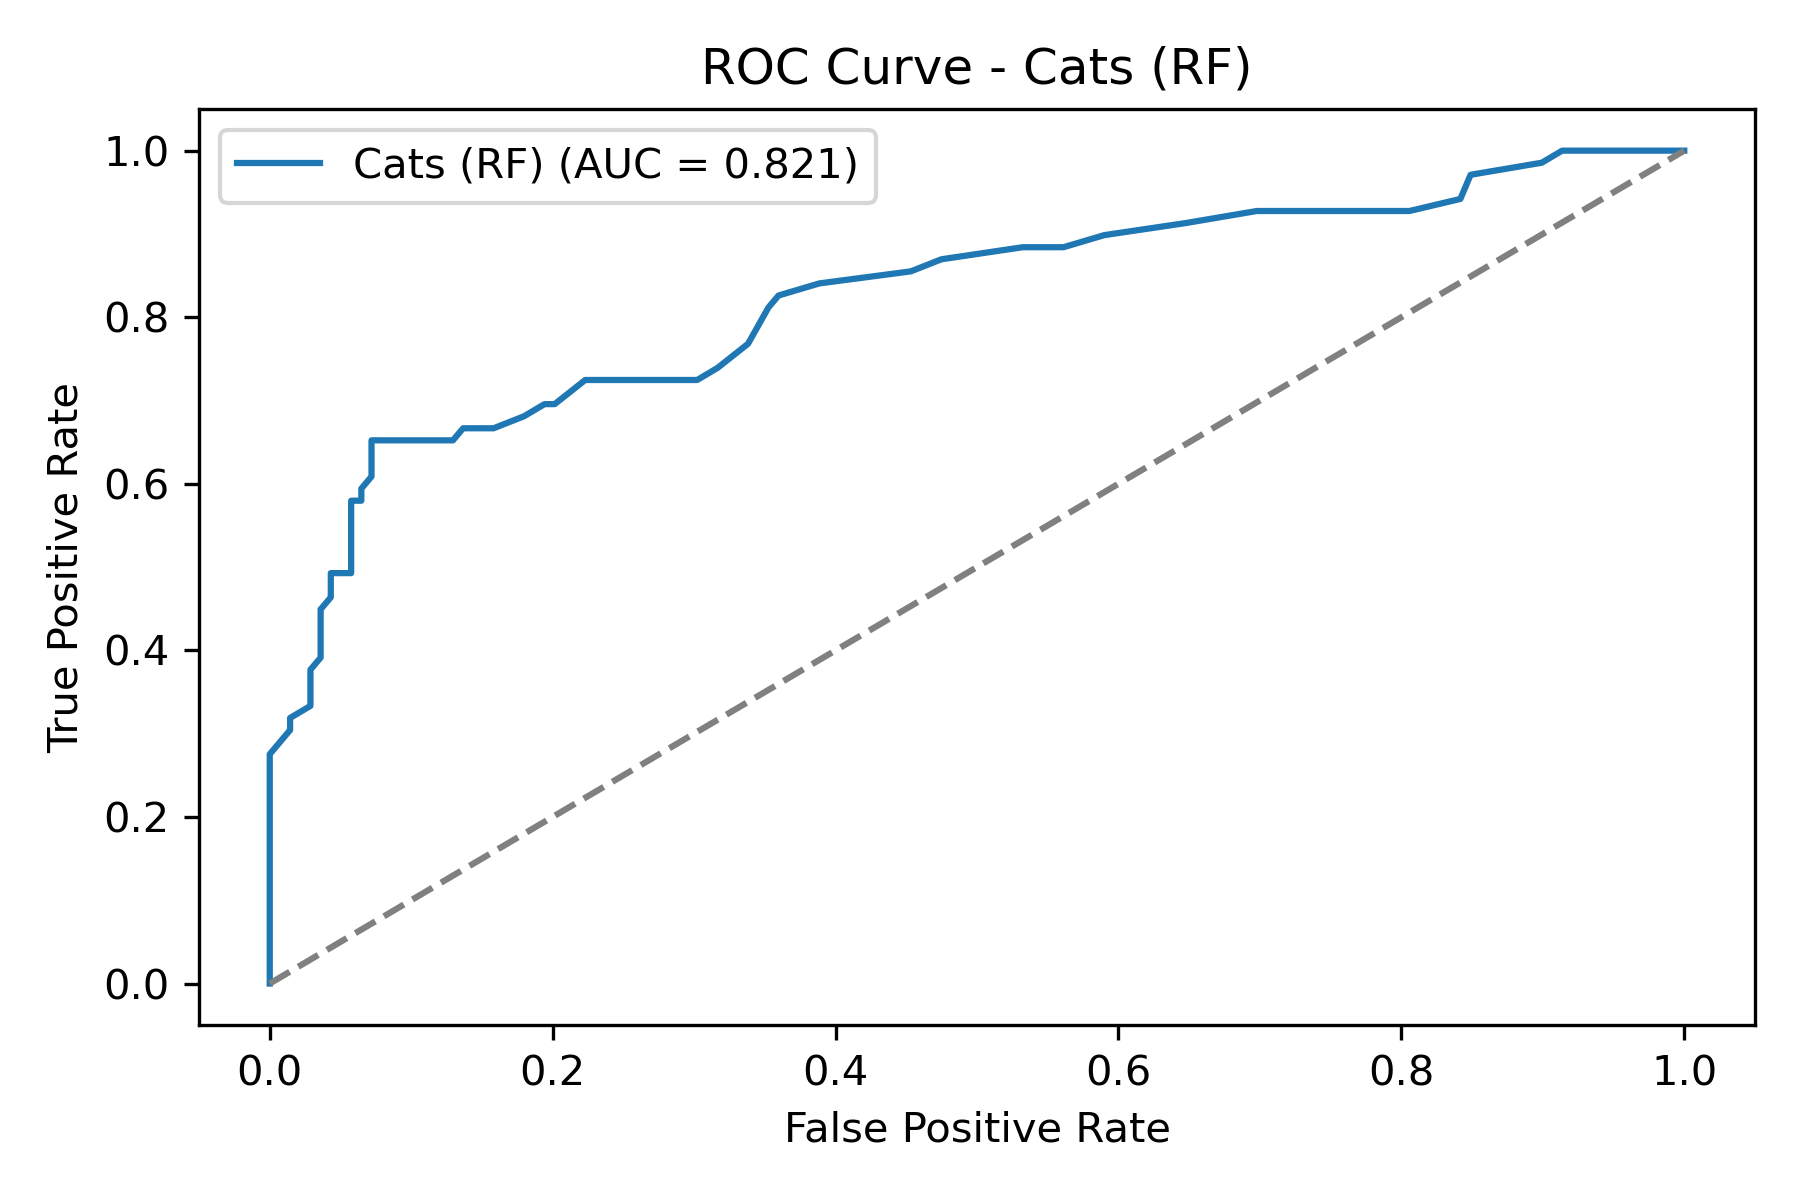 ROC Curve - Cats (RF)
Cats (RF) (AUC = 0.821)
True Positive Rate
1.0
0.8
0.6
0.4
0.2
0.0
0.0 0.2 0.4 0.6 0.8 1.0
False Positive Rate